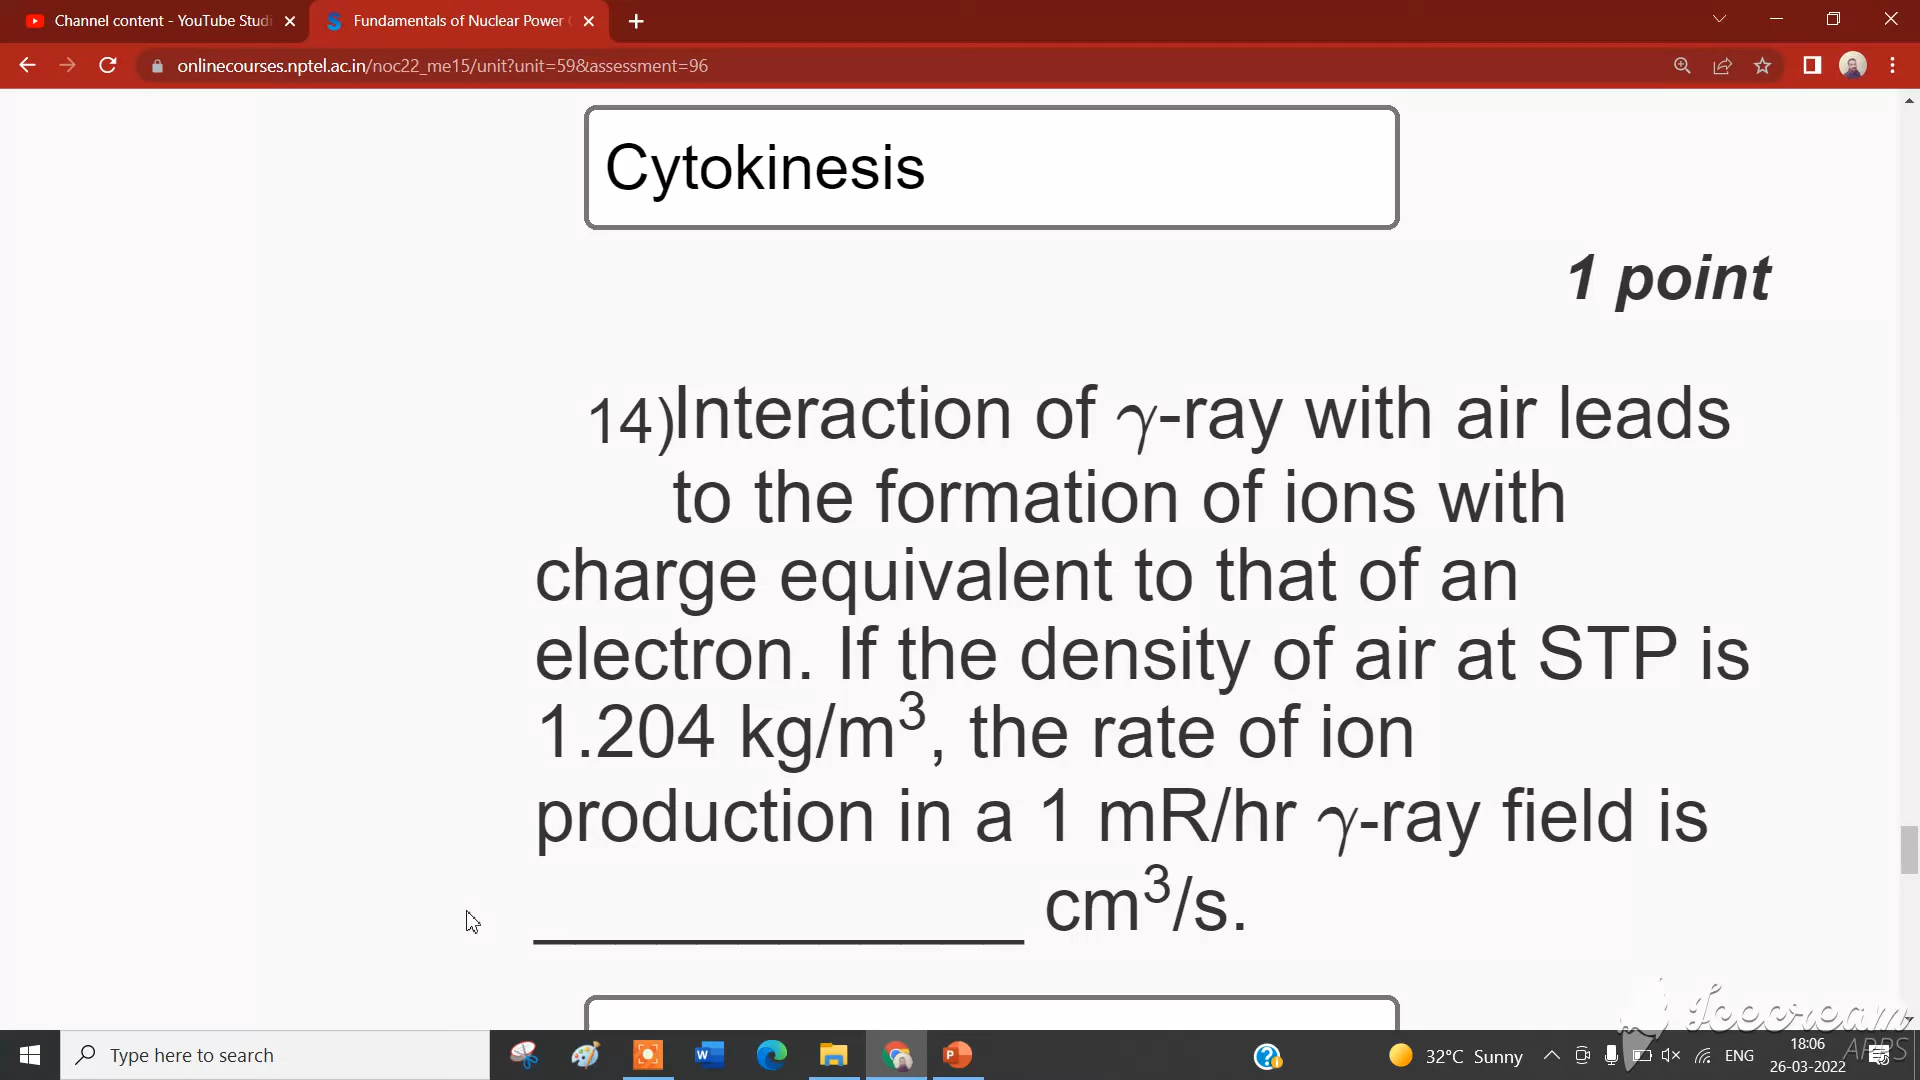 Channel content - YouTube Studi
Fundamentals of Nuclear Power
onlinecourses.nptel.ac.in/noc22_me15/unit?unit=59&assessment=96
Cytokinesis
1 point
14)Interaction of γ-ray with air leads
to the formation of ions with
charge equivalent to that of an
electron. If the density of air at STP is
1.204 kg/m³, the rate of ion
production in a 1 mR/hr γ-ray field is
______________ cm³/s.
Icecream
APPS
Type here to search
32°C Sunny
ENG
18:06
26-03-2022